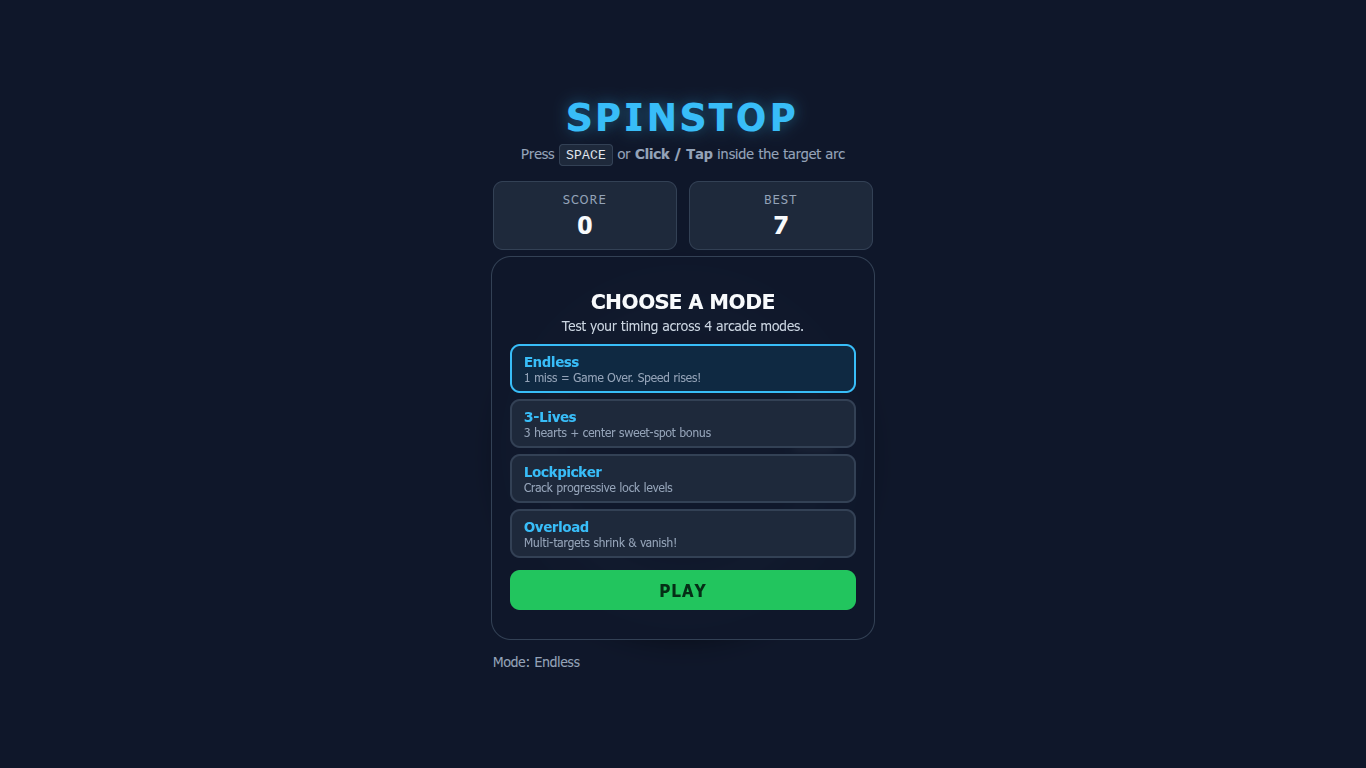 SPINSTOP
Press SPACE or Click / Tap inside the target arc
SCORE
0
BEST
7
CHOOSE A MODE
Test your timing across 4 arcade modes.
Endless
1 miss = Game Over. Speed rises!
3-Lives
3 hearts + center sweet-spot bonus
Lockpicker
Crack progressive lock levels
Overload
Multi-targets shrink & vanish!
PLAY
Mode: Endless